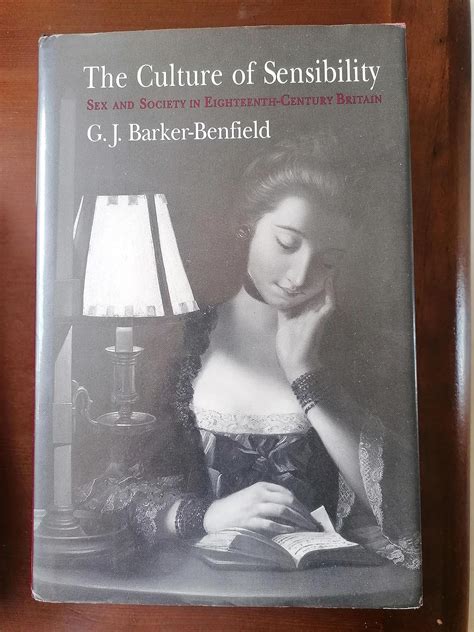 The Culture of Sensibility
Sex and Society in Eighteenth-Century Britain
G. J. Barker-Benfield